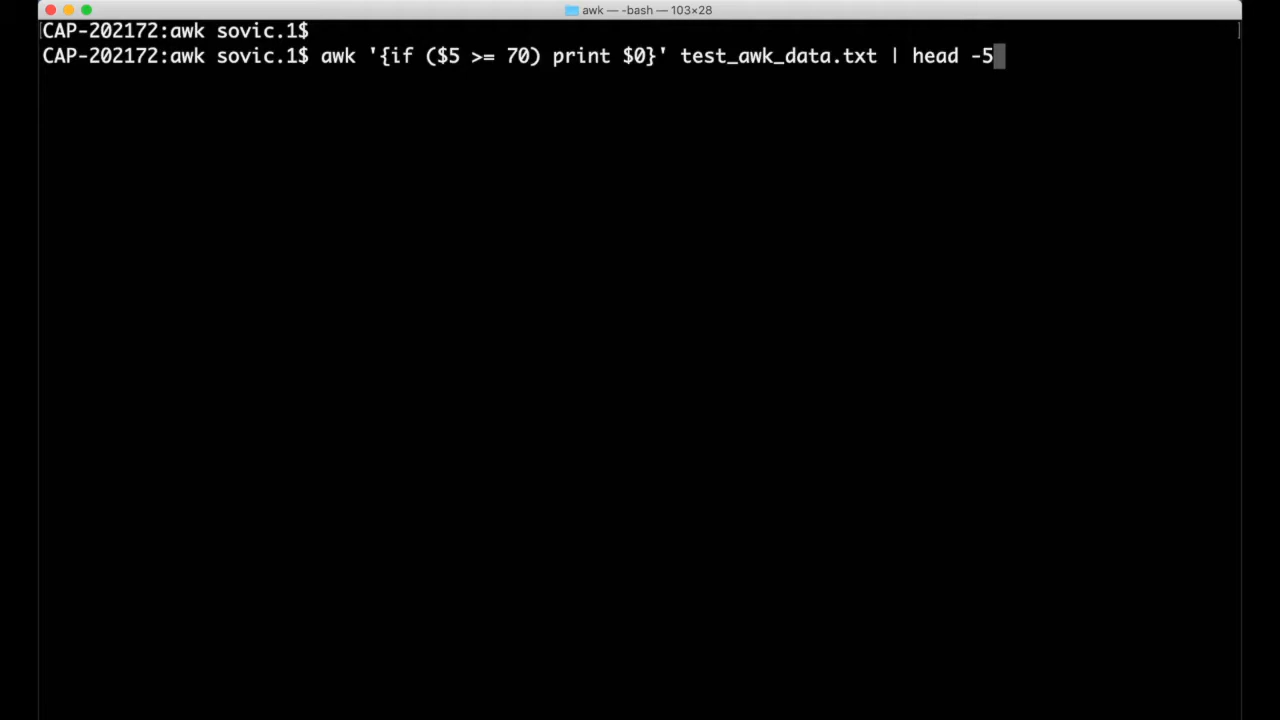 awk — -bash — 103×28
CAP-202172:awk sovic.1$
CAP-202172:awk sovic.1$ awk '{if ($5 >= 70) print $0}' test_awk_data.txt | head -5